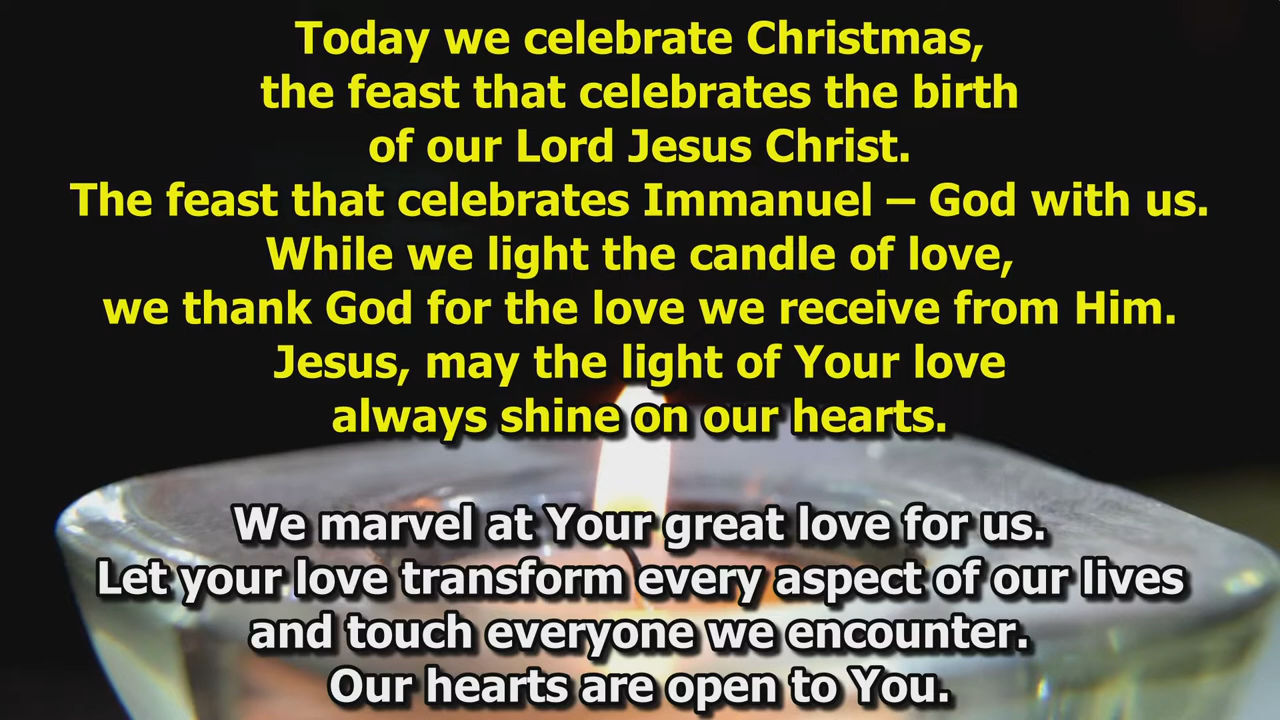 Today we celebrate Christmas,
the feast that celebrates the birth
of our Lord Jesus Christ.
The feast that celebrates Immanuel – God with us.
While we light the candle of love,
we thank God for the love we receive from Him.
Jesus, may the light of Your love
always shine on our hearts.
We marvel at Your great love for us.
Let your love transform every aspect of our lives
and touch everyone we encounter.
Our hearts are open to You.